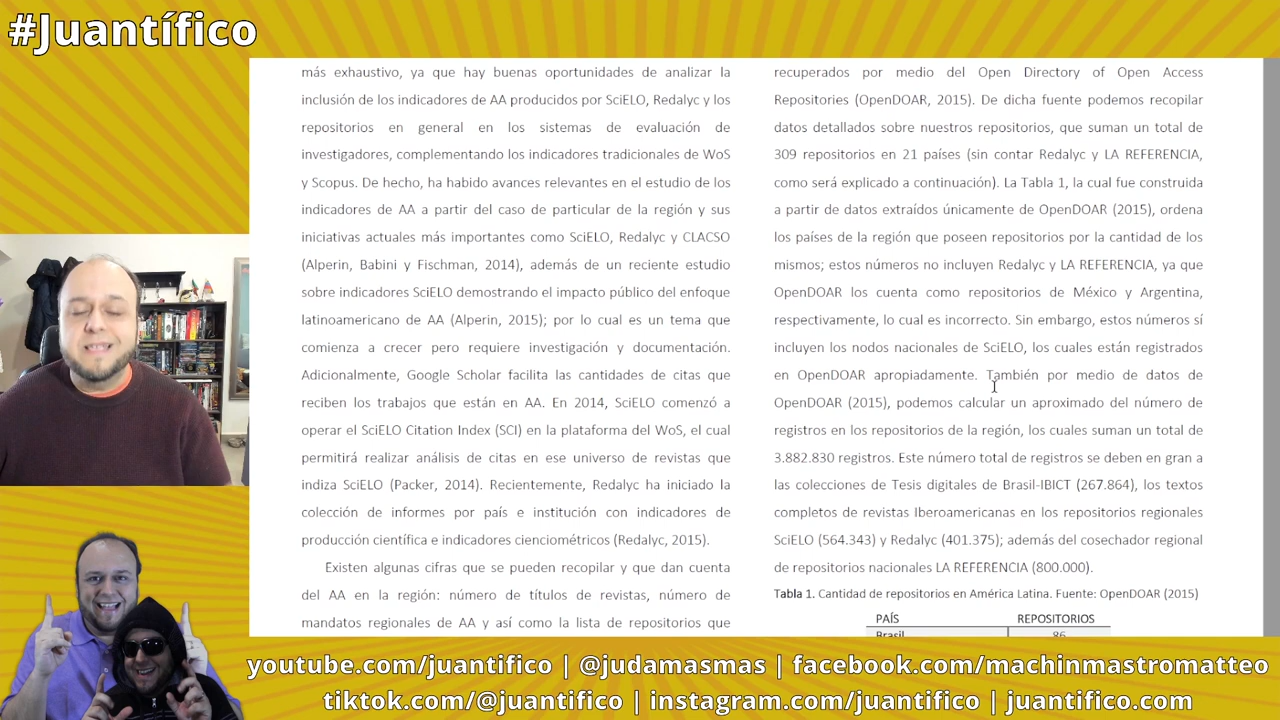 #Juantífico
más exhaustivo, ya que hay buenas oportunidades de analizar la
inclusión de los indicadores de AA producidos por SciELO, Redalyc y los
repositorios en general en los sistemas de evaluación de
investigadores, complementando los indicadores tradicionales de WoS
y Scopus. De hecho, ha habido avances relevantes en el estudio de los
indicadores de AA a partir del caso de particular de la región y sus
iniciativas actuales más importantes como SciELO, Redalyc y CLACSO
(Alperin, Babini y Fischman, 2014), además de un reciente estudio
sobre indicadores SciELO demostrando el impacto público del enfoque
latinoamericano de AA (Alperin, 2015); por lo cual es un tema que
comienza a crecer pero requiere investigación y documentación.
Adicionalmente, Google Scholar facilita las cantidades de citas que
reciben los trabajos que están en AA. En 2014, SciELO comenzó a
operar el SciELO Citation Index (SCI) en la plataforma del WoS, el cual
permitirá realizar análisis de citas en ese universo de revistas que
indiza SciELO (Packer, 2014). Recientemente, Redalyc ha iniciado la
colección de informes por país e institución con indicadores de
producción científica e indicadores cienciométricos (Redalyc, 2015).
Existen algunas cifras que se pueden recopilar y que dan cuenta
del AA en la región: número de títulos de revistas, número de
mandatos regionales de AA y así como la lista de repositorios que
recuperados por medio del Open Directory of Open Access
Repositories (OpenDOAR, 2015). De dicha fuente podemos recopilar
datos detallados sobre nuestros repositorios, que suman un total de
309 repositorios en 21 países (sin contar Redalyc y LA REFERENCIA,
como será explicado a continuación). La Tabla 1, la cual fue construida
a partir de datos extraídos únicamente de OpenDOAR (2015), ordena
los países de la región que poseen repositorios por la cantidad de los
mismos; estos números no incluyen Redalyc y LA REFERENCIA, ya que
OpenDOAR los cuenta como repositorios de México y Argentina,
respectivamente, lo cual es incorrecto. Sin embargo, estos números sí
incluyen los nodos nacionales de SciELO, los cuales están registrados
en OpenDOAR apropiadamente. También por medio de datos de
OpenDOAR (2015), podemos calcular un aproximado del número de
registros en los repositorios de la región, los cuales suman un total de
3.882.830 registros. Este número total de registros se deben en gran a
las colecciones de Tesis digitales de Brasil-IBICT (267.864), los textos
completos de revistas Iberoamericanas en los repositorios regionales
SciELO (564.343) y Redalyc (401.375); además del cosechador regional
de repositorios nacionales LA REFERENCIA (800.000).
Tabla 1. Cantidad de repositorios en América Latina. Fuente: OpenDOAR (2015)
PAÍS REPOSITORIOS
Brasil 86
youtube.com/juantifico | @judamasmas | facebook.com/machinmastromatteo
tiktok.com/@juantifico | instagram.com/juantifico | juantifico.com